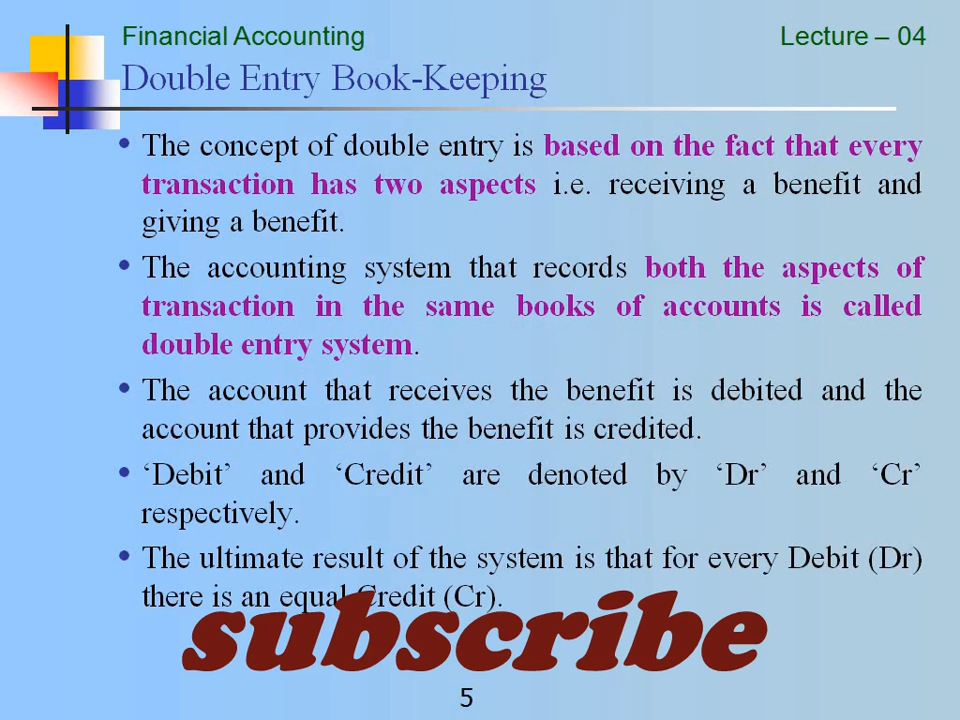 Financial Accounting
Lecture – 04
Double Entry Book-Keeping
• The concept of double entry is based on the fact that every
transaction has two aspects i.e. receiving a benefit and
giving a benefit.
• The accounting system that records both the aspects of
transaction in the same books of accounts is called
double entry system.
• The account that receives the benefit is debited and the
account that provides the benefit is credited.
• ‘Debit’ and ‘Credit’ are denoted by ‘Dr’ and ‘Cr’
respectively.
• The ultimate result of the system is that for every Debit (Dr)
there is an equal Credit (Cr).
subscribe
5